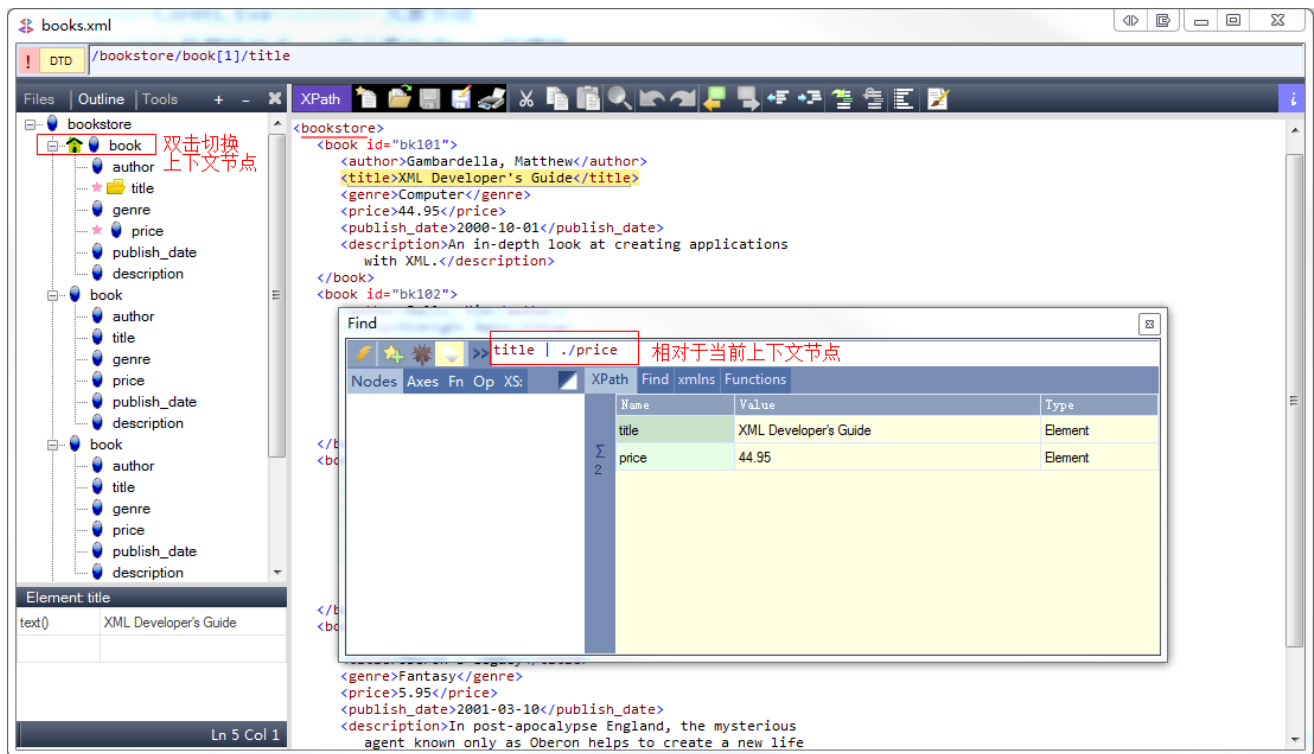 books.xml
! DTD /bookstore/book[1]/title
Files Outline Tools + - ×
XPath
i
bookstore
book
双击切换
上下文节点
author
title
genre
price
publish_date
description
book
author
title
genre
price
publish_date
description
book
author
title
genre
price
publish_date
description
Element: title
text() XML Developer's Guide
Ln 5 Col 1
<bookstore>
<book id="bk101">
<author>Gambardella, Matthew</author>
<title>XML Developer's Guide</title>
<genre>Computer</genre>
<price>44.95</price>
<publish_date>2000-10-01</publish_date>
<description>An in-depth look at creating applications
with XML.</description>
</book>
<book id="bk102">
Find
>> title | ./price
相对于当前上下文节点
Nodes Axes Fn Op XS:
XPath Find xmlns Functions
Name Value Type
title XML Developer's Guide Element
price 44.95 Element
Σ
2
</b
<bo
</b
<bo
<genre>Fantasy</genre>
<price>5.95</price>
<publish_date>2001-03-10</publish_date>
<description>In post-apocalypse England, the mysterious
agent known only as Oberon helps to create a new life